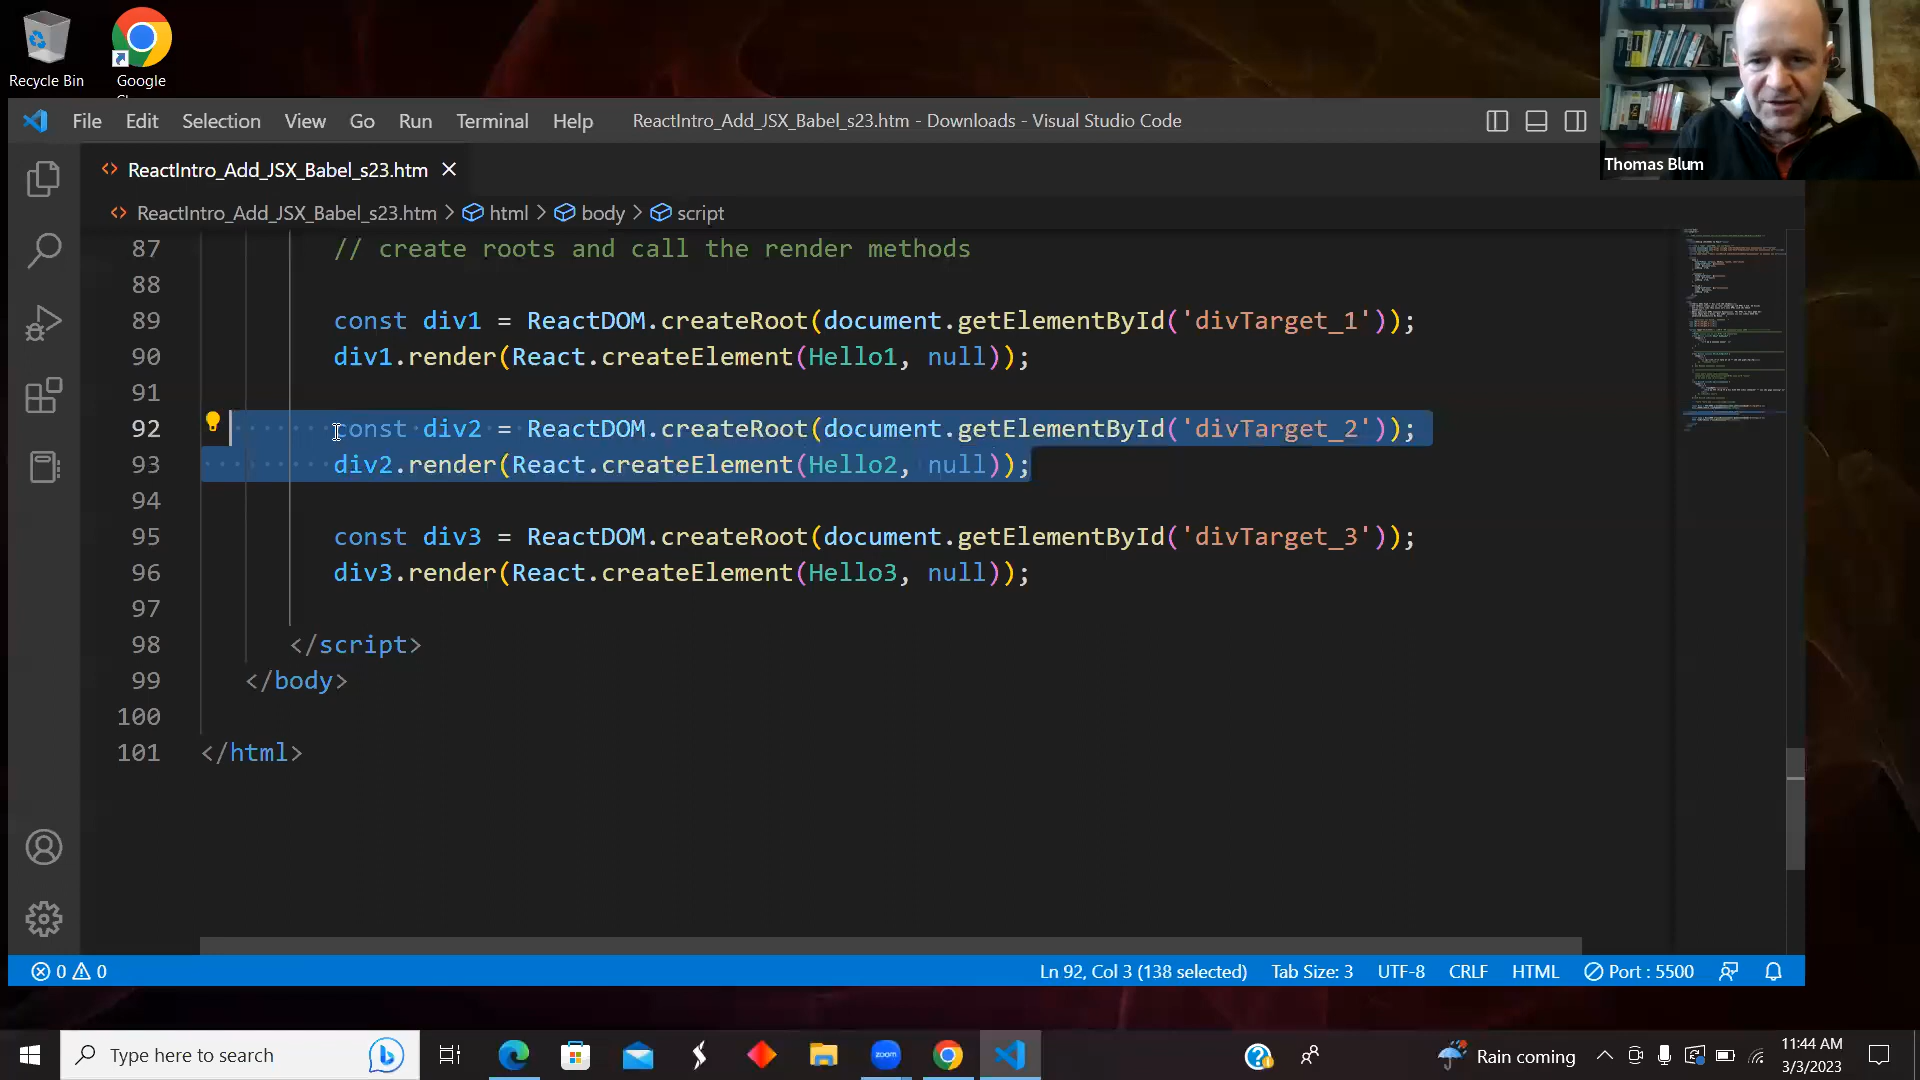 Recycle Bin
Google
Thomas Blum
File Edit Selection View Go Run Terminal Help
ReactIntro_Add_JSX_Babel_s23.htm - Downloads - Visual Studio Code
ReactIntro_Add_JSX_Babel_s23.htm
ReactIntro_Add_JSX_Babel_s23.htm > html > body > script
87 // create roots and call the render methods
88
89 const div1 = ReactDOM.createRoot(document.getElementById('divTarget_1'));
90 div1.render(React.createElement(Hello1, null));
91
92 const div2 = ReactDOM.createRoot(document.getElementById('divTarget_2'));
93 div2.render(React.createElement(Hello2, null));
94
95 const div3 = ReactDOM.createRoot(document.getElementById('divTarget_3'));
96 div3.render(React.createElement(Hello3, null));
97
98 </script>
99 </body>
100
101 </html>
0 0 Ln 92, Col 3 (138 selected) Tab Size: 3 UTF-8 CRLF HTML Port : 5500
Type here to search
zoom
Rain coming
11:44 AM
3/3/2023